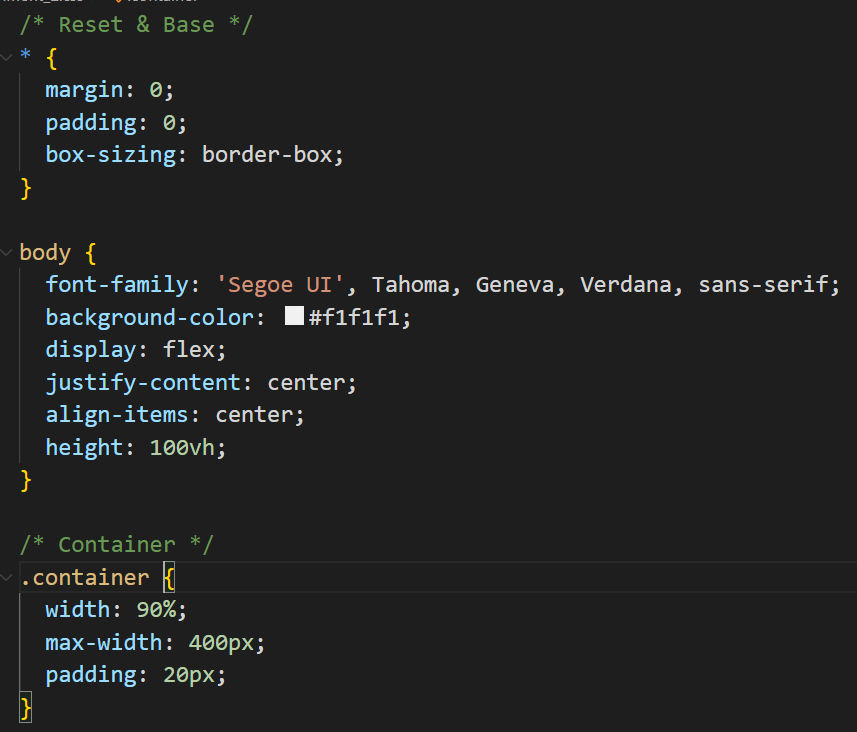 /* Reset & Base */
* {
  margin: 0;
  padding: 0;
  box-sizing: border-box;
}
body {
  font-family: 'Segoe UI', Tahoma, Geneva, Verdana, sans-serif;
  background-color: #f1f1f1;
  display: flex;
  justify-content: center;
  align-items: center;
  height: 100vh;
}
/* Container */
.container {
  width: 90%;
  max-width: 400px;
  padding: 20px;
}